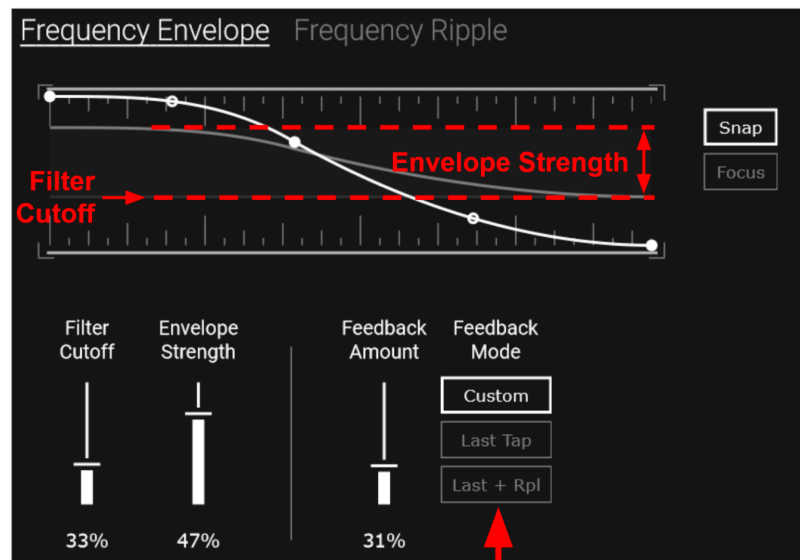 Frequency Envelope Frequency Ripple
Snap
Envelope Strength
Focus
Filter
Cutoff
Filter Envelope Feedback Feedback
Cutoff Strength Amount Mode
Custom
Last Tap
Last + Rpl
33% 47% 31%